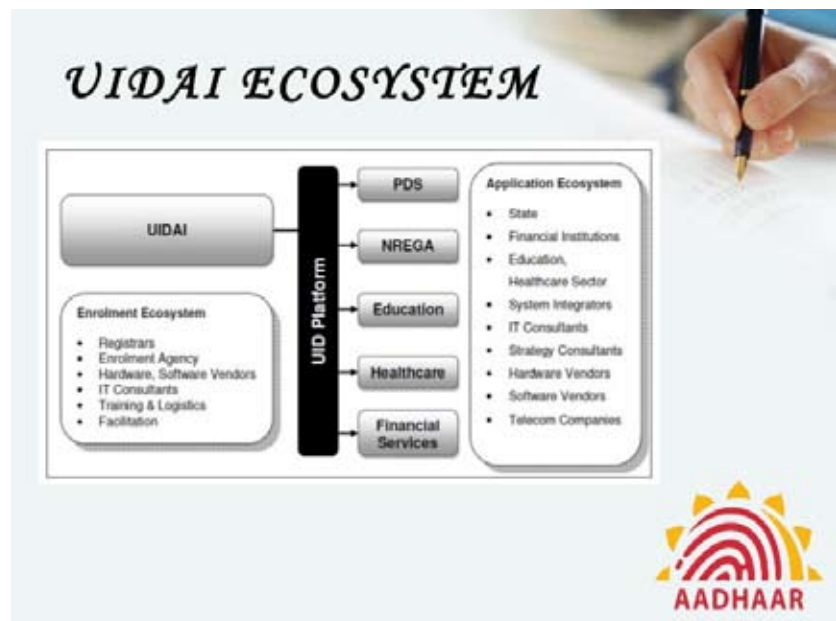 UIDAI ECOSYSTEM
UIDAI
Enrolment Ecosystem
• Registrars
• Enrolment Agency
• Hardware, Software Vendors
• IT Consultants
• Training & Logistics
• Facilitation
UID Platform
PDS
NREGA
Education
Healthcare
Financial
Services
Application Ecosystem
• State
• Financial Institutions
• Education,
Healthcare Sector
• System Integrators
• IT Consultants
• Strategy Consultants
• Hardware Vendors
• Software Vendors
• Telecom Companies
AADHAAR